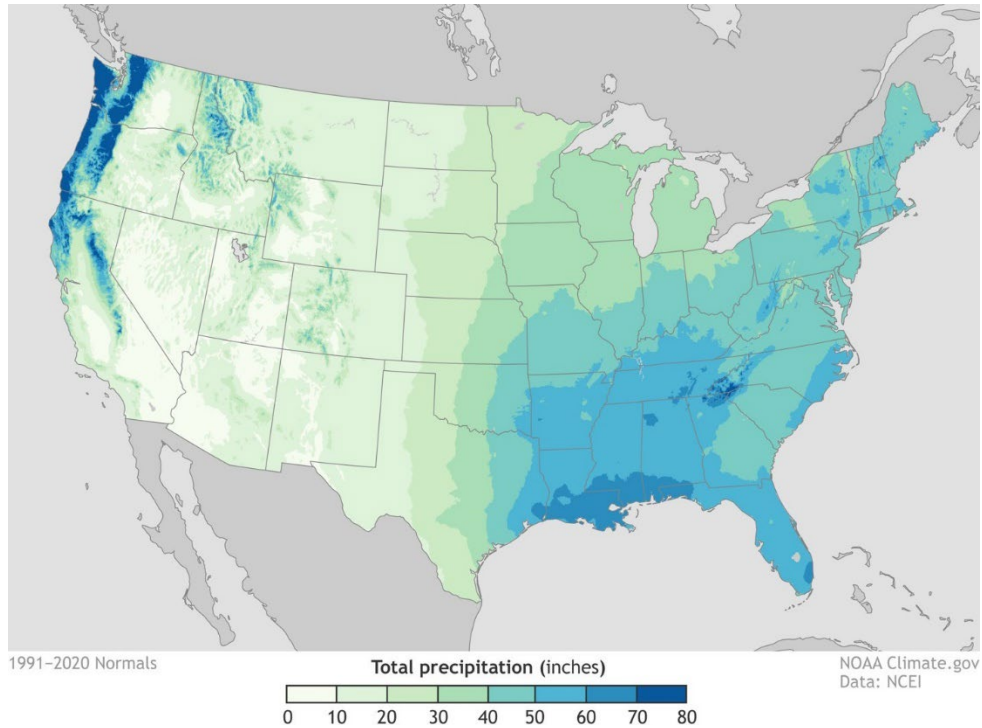 1991–2020 Normals
Total precipitation (inches)
NOAA Climate.gov
Data: NCEI
0 10 20 30 40 50 60 70 80